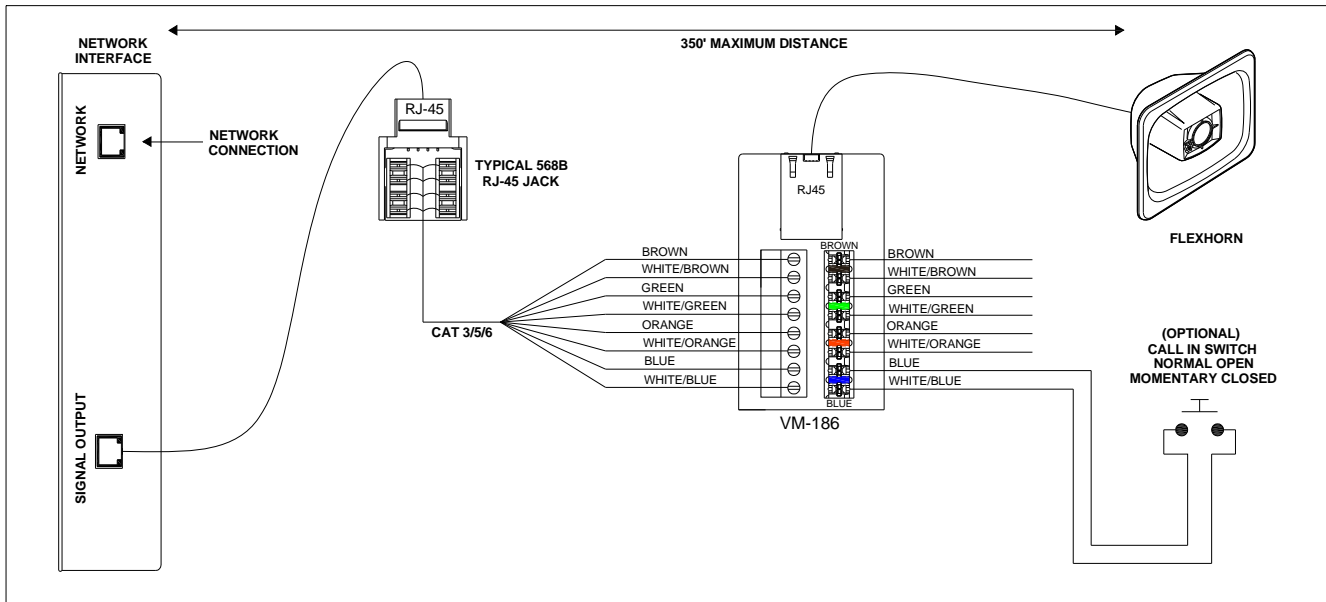 NETWORK
INTERFACE
350' MAXIMUM DISTANCE
NETWORK
NETWORK
CONNECTION
RJ-45
TYPICAL 568B
RJ-45 JACK
RJ45
FLEXHORN
BROWN
WHITE/BROWN
GREEN
WHITE/GREEN
ORANGE
WHITE/ORANGE
BLUE
WHITE/BLUE
CAT 3/5/6
BROWN
BLUE
BROWN
WHITE/BROWN
GREEN
WHITE/GREEN
ORANGE
WHITE/ORANGE
BLUE
WHITE/BLUE
VM-186
(OPTIONAL)
CALL IN SWITCH
NORMAL OPEN
MOMENTARY CLOSED
SIGNAL OUTPUT